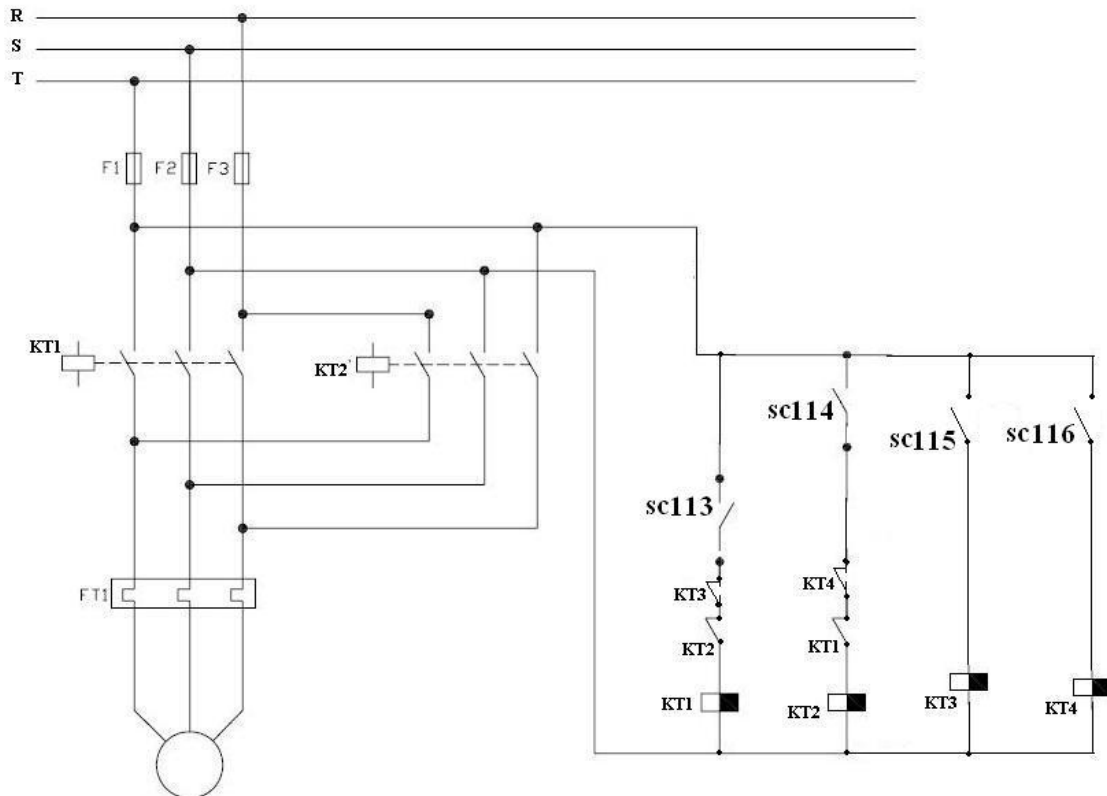 R
S
T
F1 F2 F3
KT1
KT2'
sc114
sc115
sc116
sc113
FT1
KT3
KT4
KT2
KT1
KT1
KT2
KT3
KT4